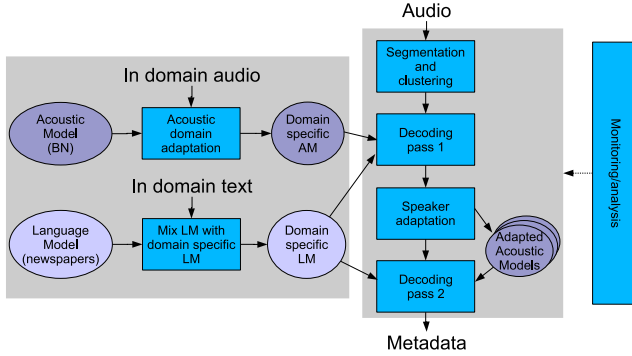 Audio
Segmentation
and
clustering
In domain audio
Acoustic
Model
(BN)
Acoustic
domain
adaptation
Domain
specific
AM
Decoding
pass 1
In domain text
Language
Model
(newspapers)
Mix LM with
domain specific
LM
Domain
specific
LM
Speaker
adaptation
Adapted
Acoustic
Models
Decoding
pass 2
Metadata
Monitoring/analysis